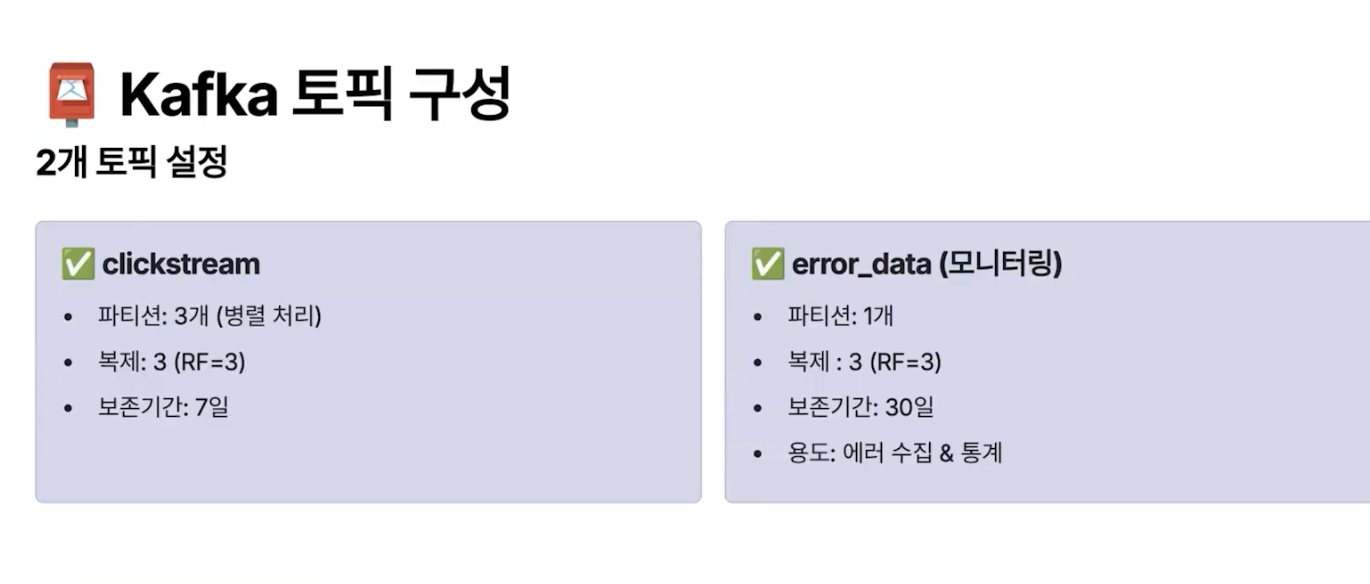 Kafka 토픽 구성
2개 토픽 설정
✅ clickstream
• 파티션: 3개 (병렬 처리)
• 복제: 3 (RF=3)
• 보존기간: 7일
✅ error_data (모니터링)
• 파티션: 1개
• 복제 : 3 (RF=3)
• 보존기간: 30일
• 용도: 에러 수집 & 통계